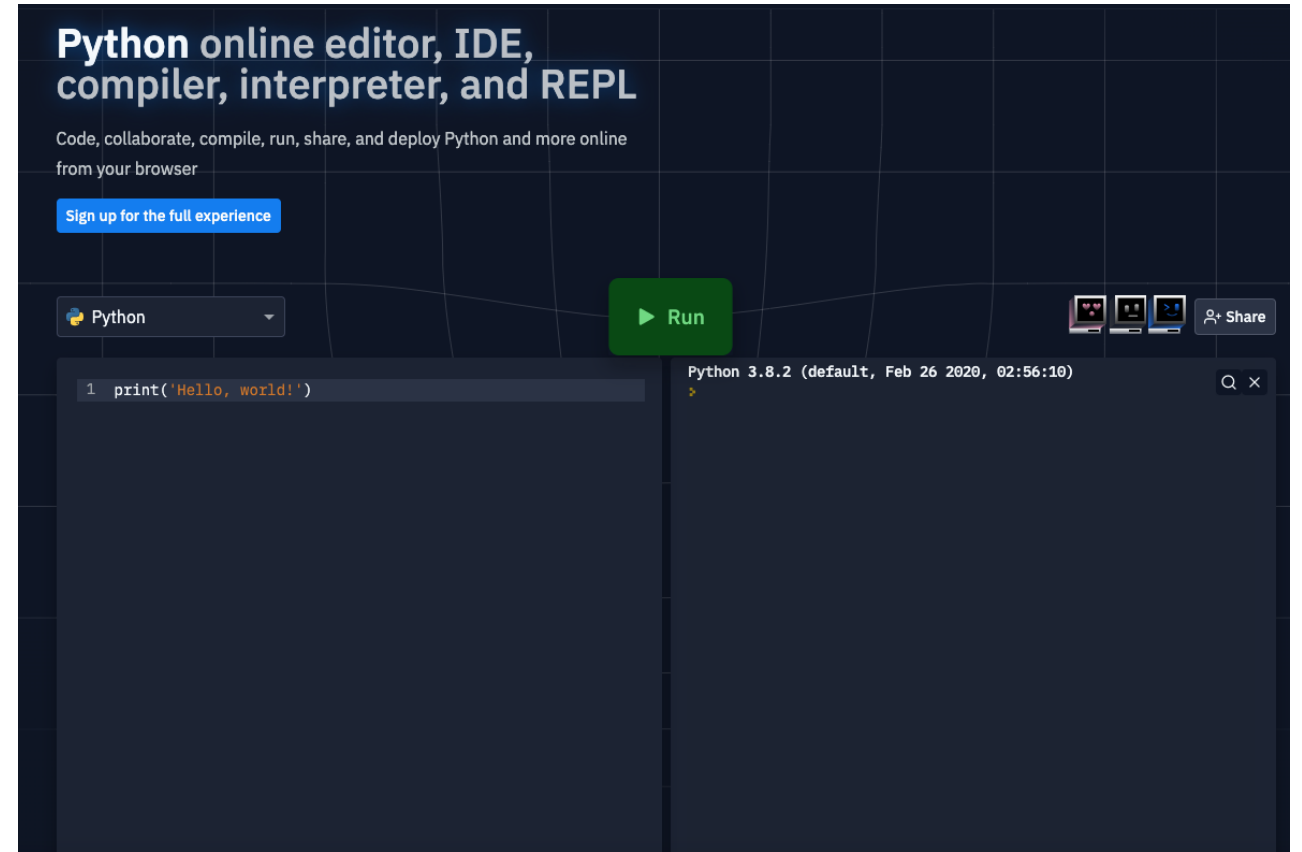 Python online editor, IDE,
compiler, interpreter, and REPL
Code, collaborate, compile, run, share, and deploy Python and more online
from your browser
Sign up for the full experience
Python
Run
Share
1 print('Hello, world!')
Python 3.8.2 (default, Feb 26 2020, 02:56:10)
>